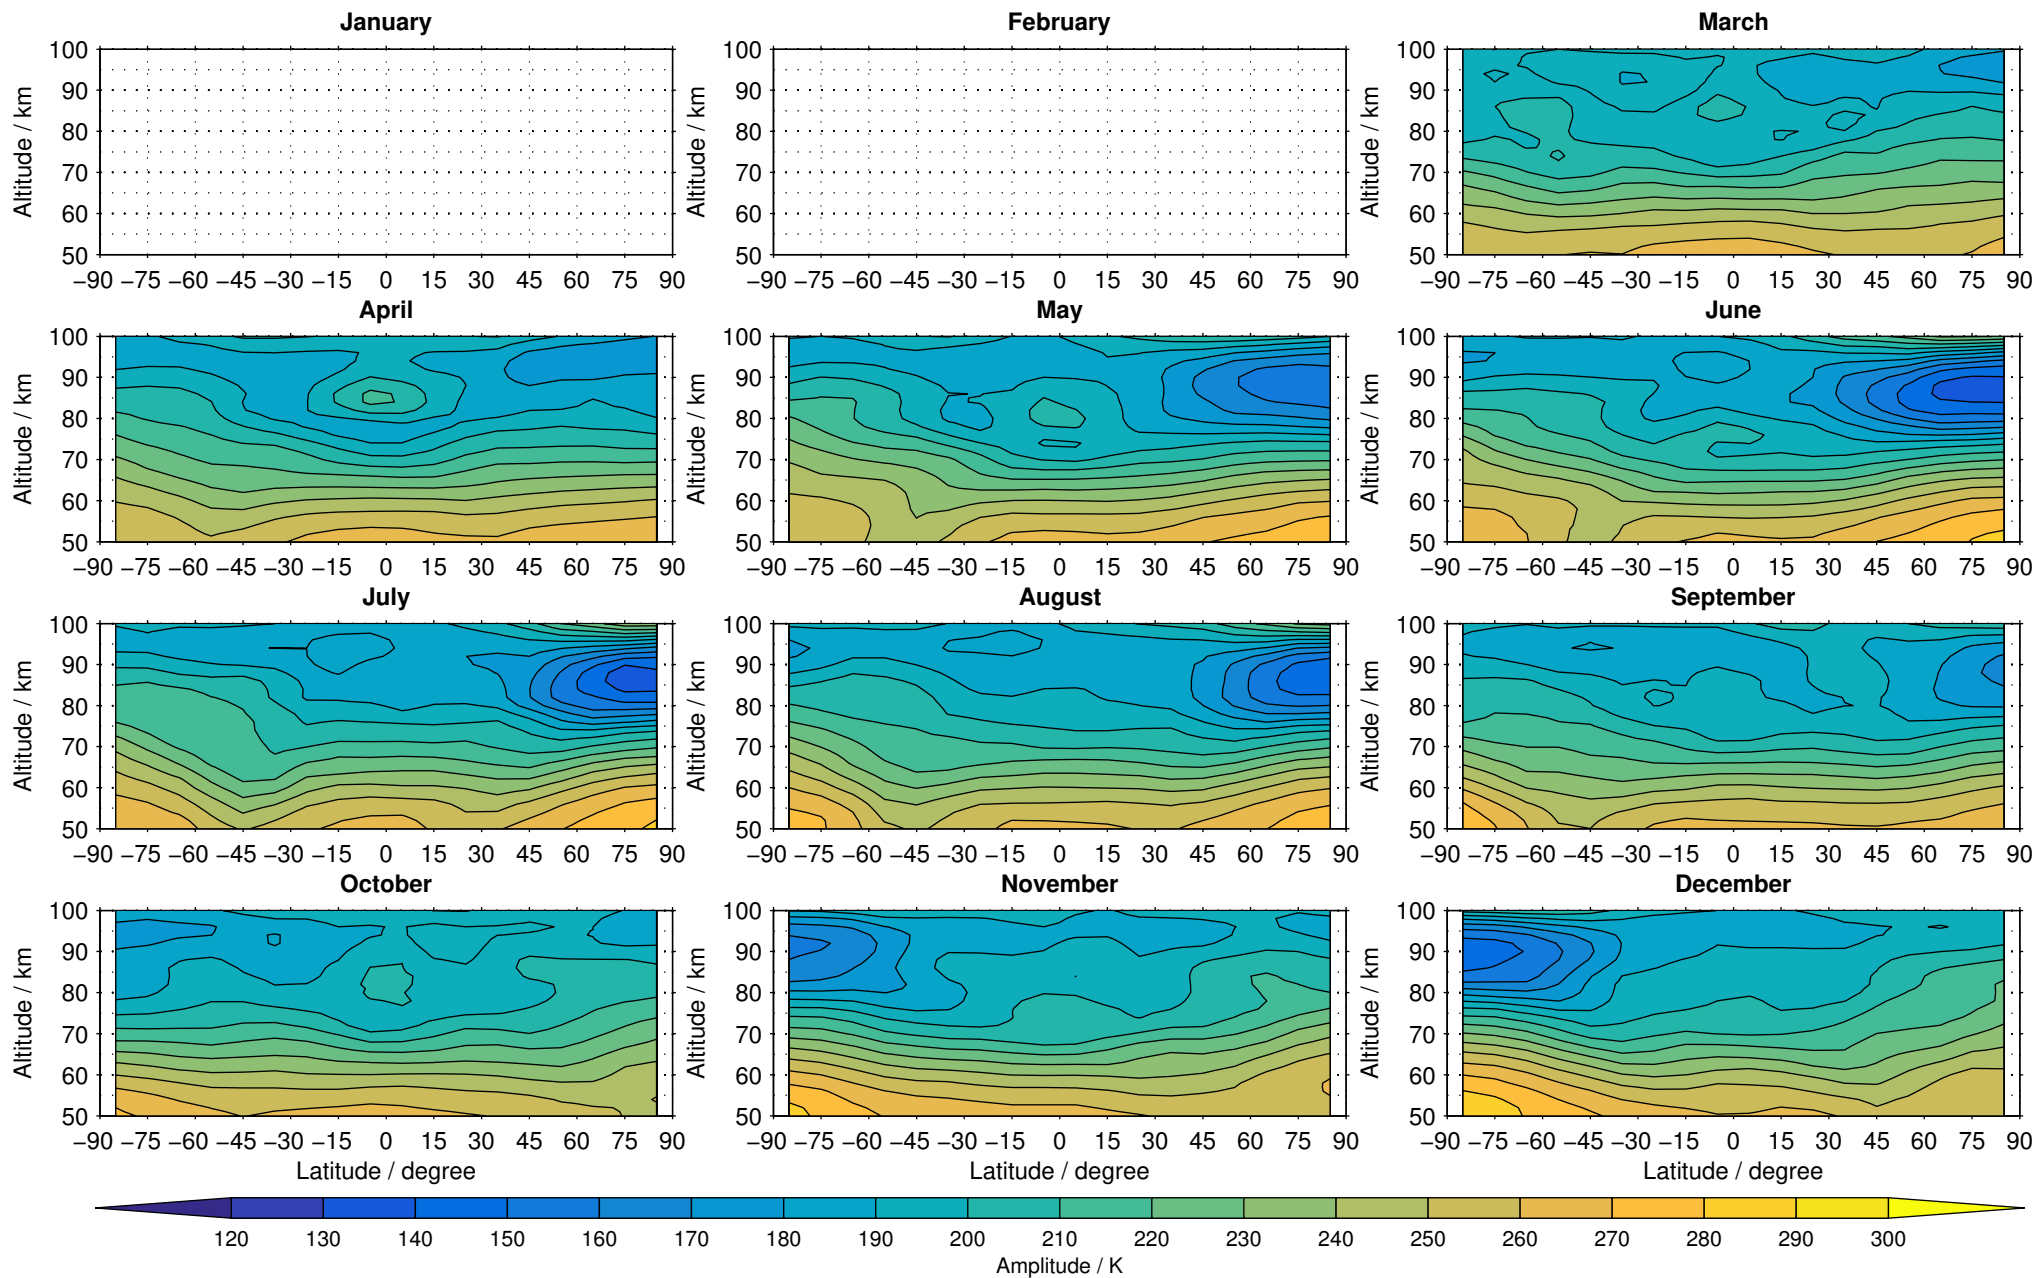 January February March
100 100 100
90 90 90
80 80 80
70 70 70
60 60 60
50 50 50
Altitude / km Altitude / km Altitude / km
−90 −75 −60 −45 −30 −15 0 15 30 45 60 75 90 −90 −75 −60 −45 −30 −15 0 15 30 45 60 75 90 −90 −75 −60 −45 −30 −15 0 15 30 45 60 75 90
April May June
100 100 100
90 90 90
80 80 80
70 70 70
60 60 60
50 50 50
Altitude / km Altitude / km Altitude / km
−90 −75 −60 −45 −30 −15 0 15 30 45 60 75 90 −90 −75 −60 −45 −30 −15 0 15 30 45 60 75 90 −90 −75 −60 −45 −30 −15 0 15 30 45 60 75 90
July August September
100 100 100
90 90 90
80 80 80
70 70 70
60 60 60
50 50 50
Altitude / km Altitude / km Altitude / km
−90 −75 −60 −45 −30 −15 0 15 30 45 60 75 90 −90 −75 −60 −45 −30 −15 0 15 30 45 60 75 90 −90 −75 −60 −45 −30 −15 0 15 30 45 60 75 90
October November December
100 100 100
90 90 90
80 80 80
70 70 70
60 60 60
50 50 50
Altitude / km Altitude / km Altitude / km
−90 −75 −60 −45 −30 −15 0 15 30 45 60 75 90 −90 −75 −60 −45 −30 −15 0 15 30 45 60 75 90 −90 −75 −60 −45 −30 −15 0 15 30 45 60 75 90
Latitude / degree Latitude / degree Latitude / degree
120 130 140 150 160 170 180 190 200 210 220 230 240 250 260 270 280 290 300
Amplitude / K